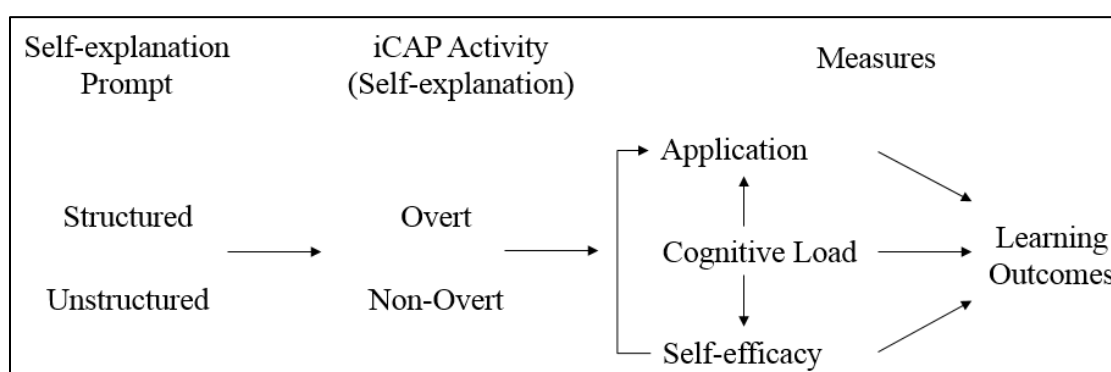 Self-explanation
Prompt
iCAP Activity
(Self-explanation)
Measures
Structured
Unstructured
Overt
Non-Overt
Application
Cognitive Load
Self-efficacy
Learning
Outcomes